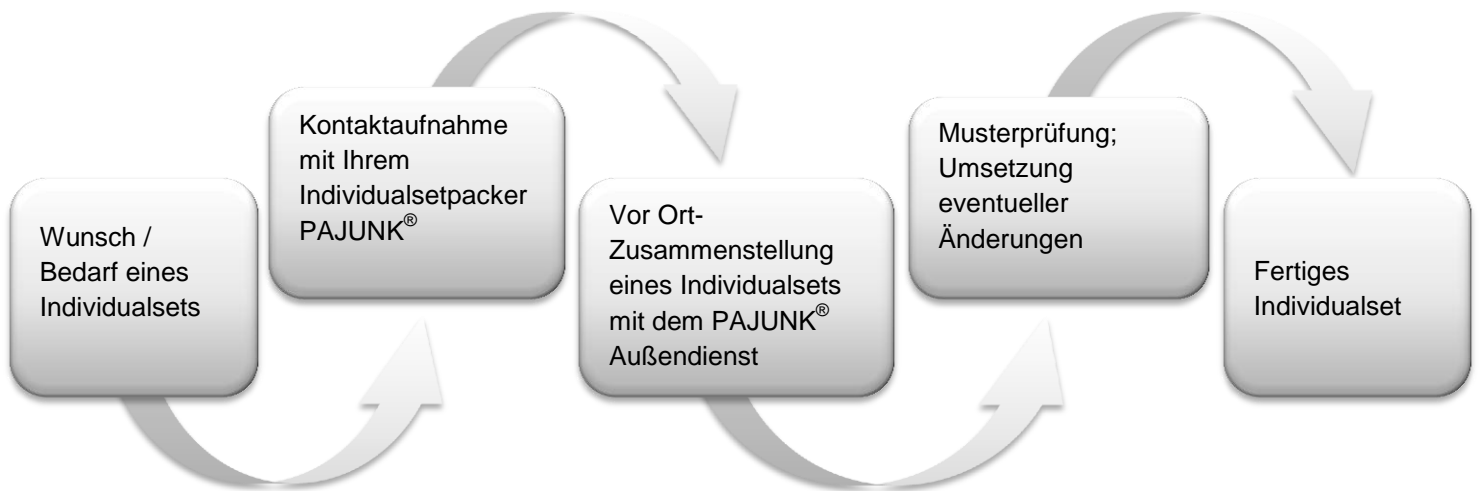 Wunsch /
Bedarf eines
Individualsets
Kontaktaufnahme
mit Ihrem
Individualsetpacker
PAJUNK®
Vor Ort-
Zusammenstellung
eines Individualsets
mit dem PAJUNK®
Außendienst
Musterprüfung;
Umsetzung
eventueller
Änderungen
Fertiges
Individualset